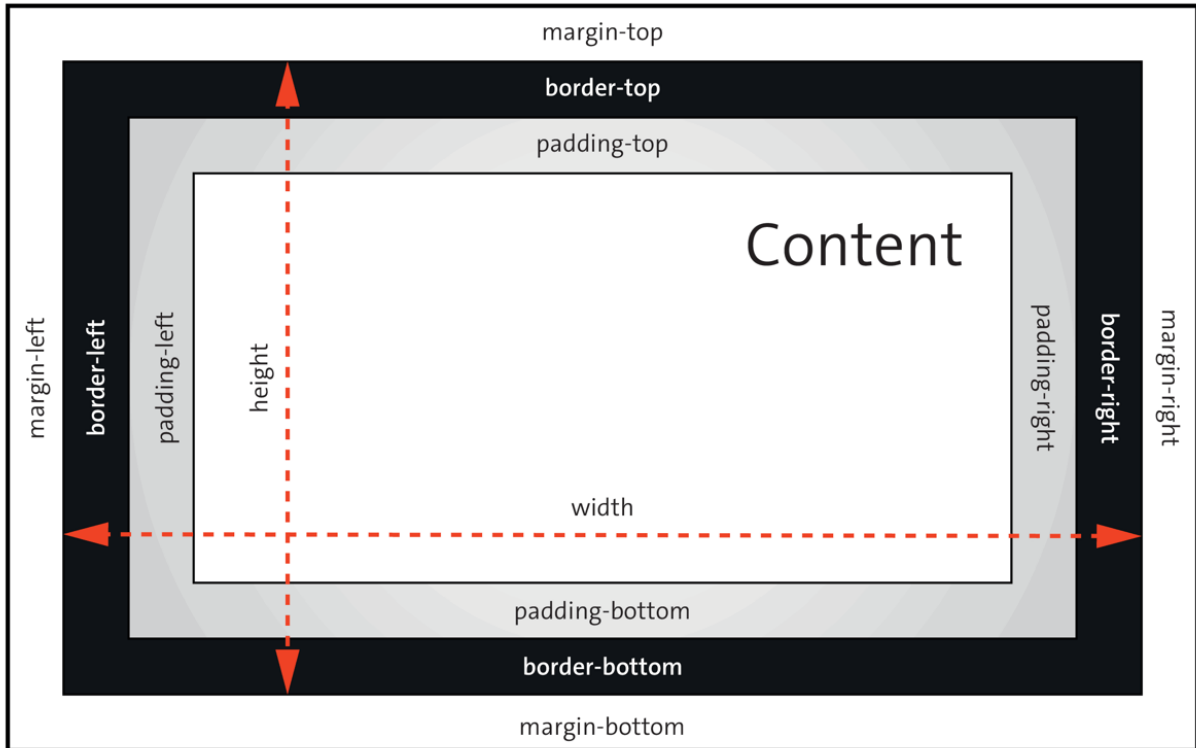 margin-top
border-top
padding-top
Content
margin-left
border-left
padding-left
height
padding-right
border-right
margin-right
width
padding-bottom
border-bottom
margin-bottom